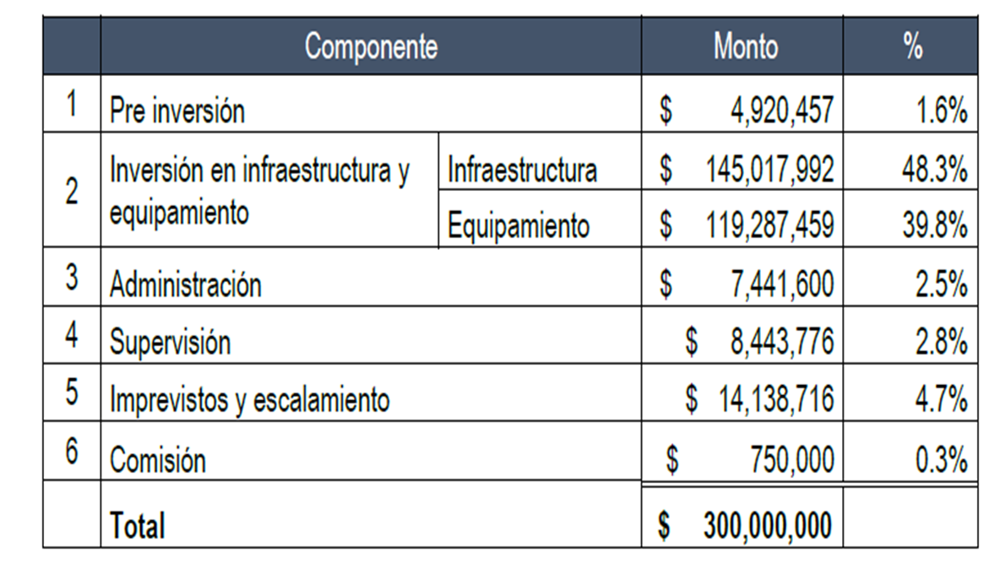 Componente Monto %
1 Pre inversión $ 4,920,457 1.6%
2 Inversión en infraestructura y equipamiento Infraestructura $ 145,017,992 48.3%
Equipamiento $ 119,287,459 39.8%
3 Administración $ 7,441,600 2.5%
4 Supervisión $ 8,443,776 2.8%
5 Imprevistos y escalamiento $ 14,138,716 4.7%
6 Comisión $ 750,000 0.3%
Total $ 300,000,000